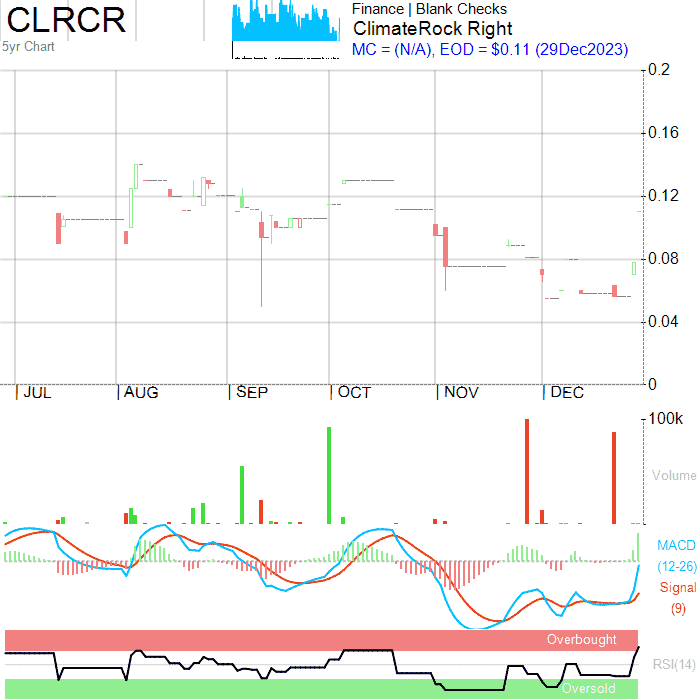 CLRCR
5yr Chart
Finance | Blank Checks
ClimateRock Right
MC = (N/A), EOD = $0.11 (29Dec2023)
0.2
0.16
0.12
0.08
0.04
0
JUL AUG SEP OCT NOV DEC
100k
Volume
MACD
(12-26)
Signal
(9)
Overbought
RSI(14)
Oversold